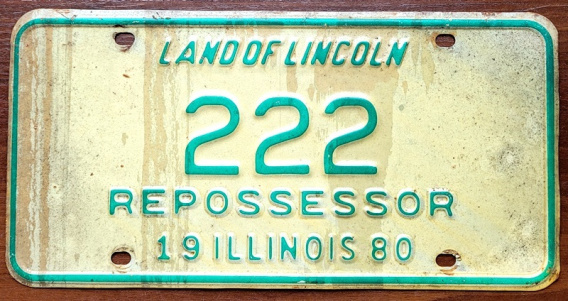 LAND OF LINCOLN
222
REPOSSESSOR
19 ILLINOIS 80